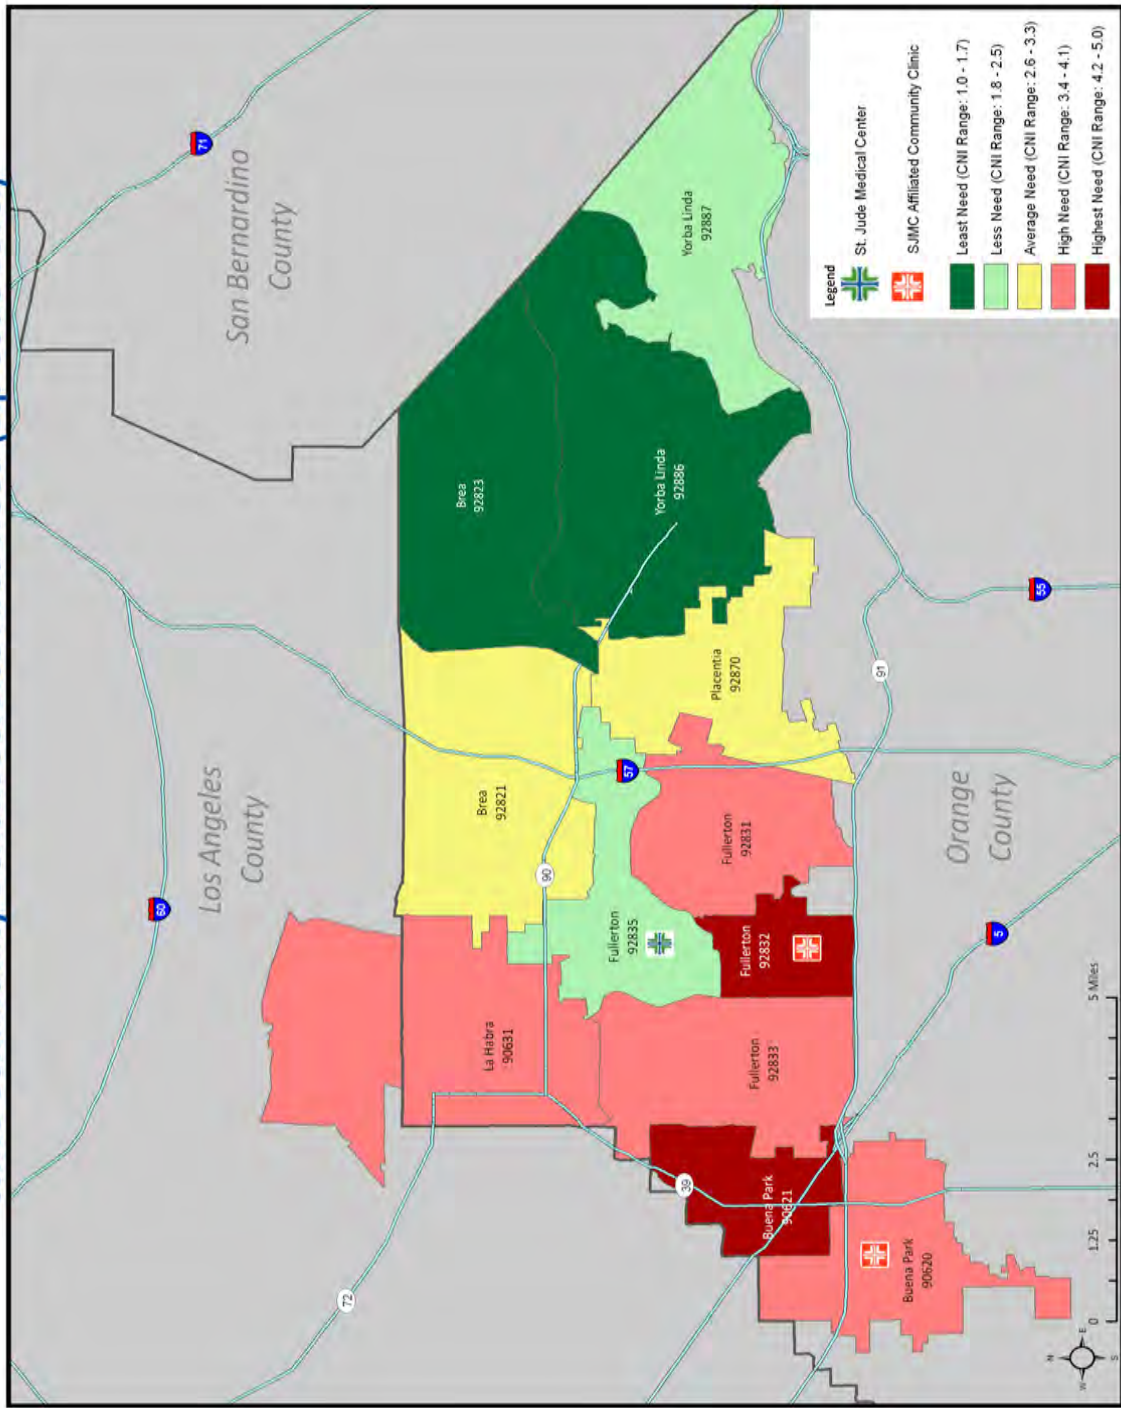 71
San Bernardino
County
60
Los Angeles
County
72
Brea
92823
Yorba Linda
92887
Yorba Linda
92886
Brea
92821
90
57
Placentia
92870
La Habra
90631
Fullerton
92835
Fullerton
92831
Fullerton
92832
Fullerton
92833
39
Buena Park
90621
Buena Park
90620
91
55
5
Orange
County
Legend
St. Jude Medical Center
SJMC Affiliated Community Clinic
Least Need (CNI Range: 1.0 - 1.7)
Less Need (CNI Range: 1.8 - 2.5)
Average Need (CNI Range: 2.6 - 3.3)
High Need (CNI Range: 3.4 - 4.1)
Highest Need (CNI Range: 4.2 - 5.0)
N
W
E
S
0 1.25 2.5 5 Miles